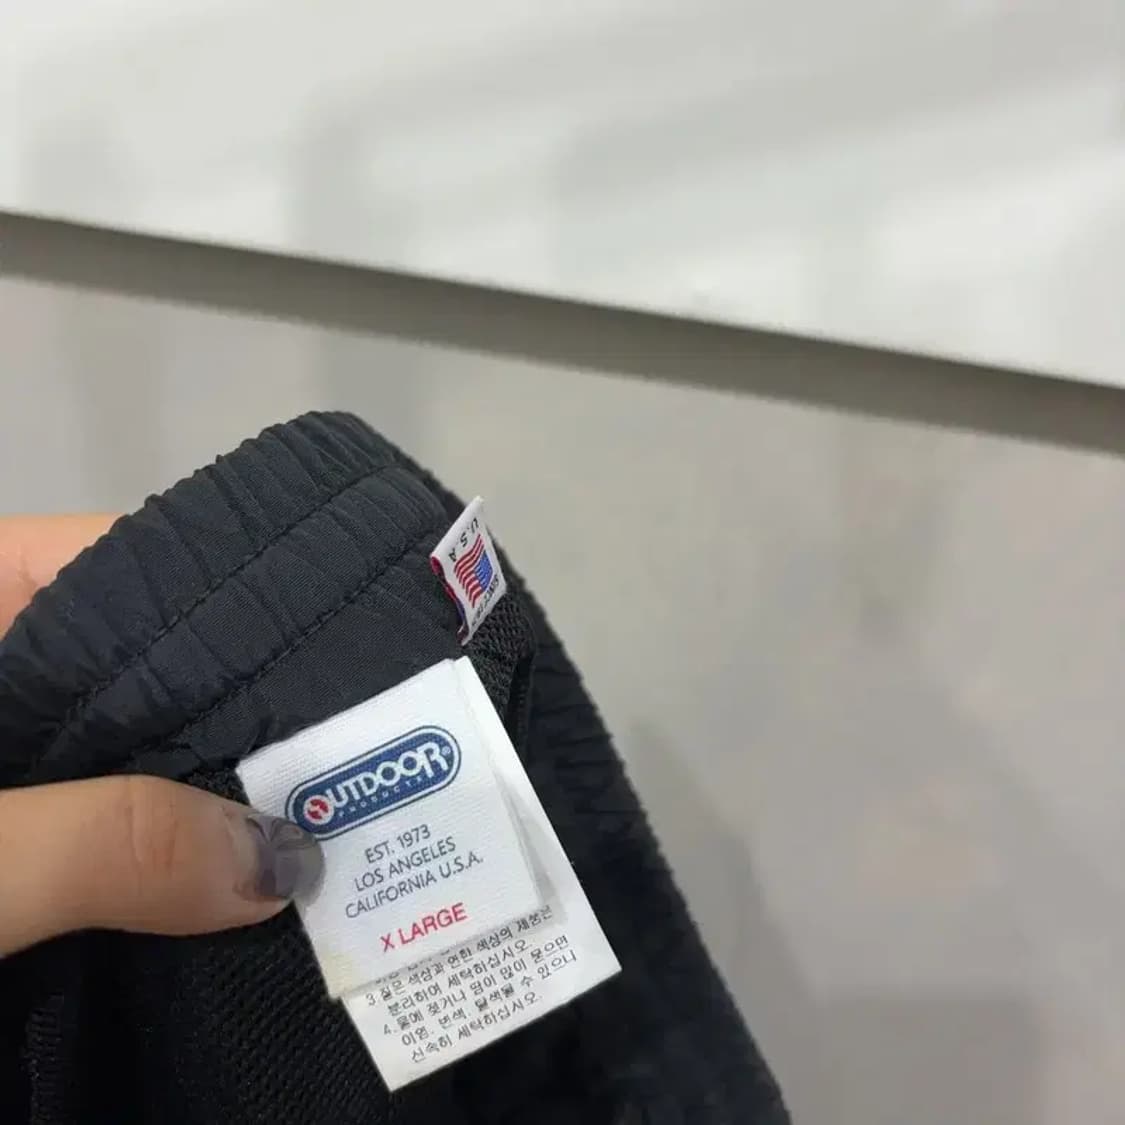 U.S.A
OUTDOOR®
PRODUCTS
EST. 1973
LOS ANGELES
CALIFORNIA U.S.A.
X LARGE
3. 짙은 색상과 연한 색상의 제품은
분리하여 세탁하십시오.
4. 물에 젖거나 땀이 많이 묻으면
이염, 변색, 탈색될 수 있으니
신속히 세탁하십시오.